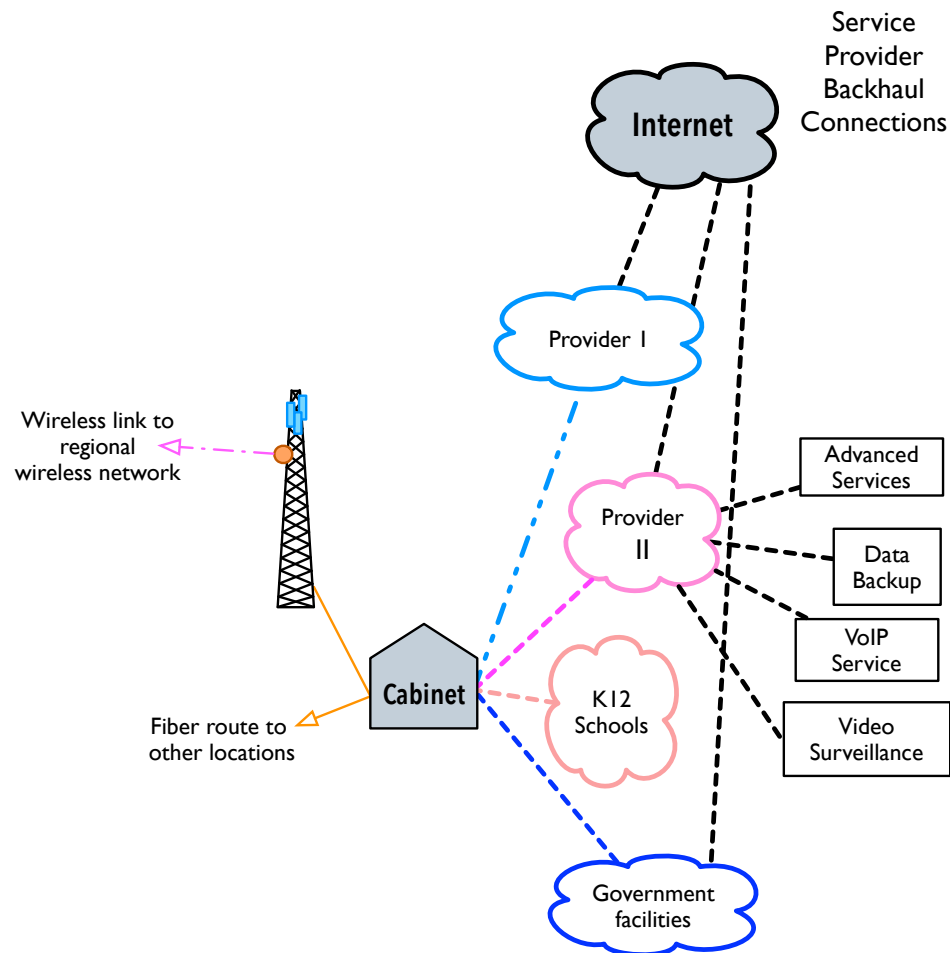 Service
Provider
Backhaul
Connections
Internet
Provider I
Wireless link to
regional
wireless network
Advanced
Services
Provider
II
Data
Backup
VoIP
Service
Cabinet
K12
Schools
Fiber route to
other locations
Video
Surveillance
Government
facilities